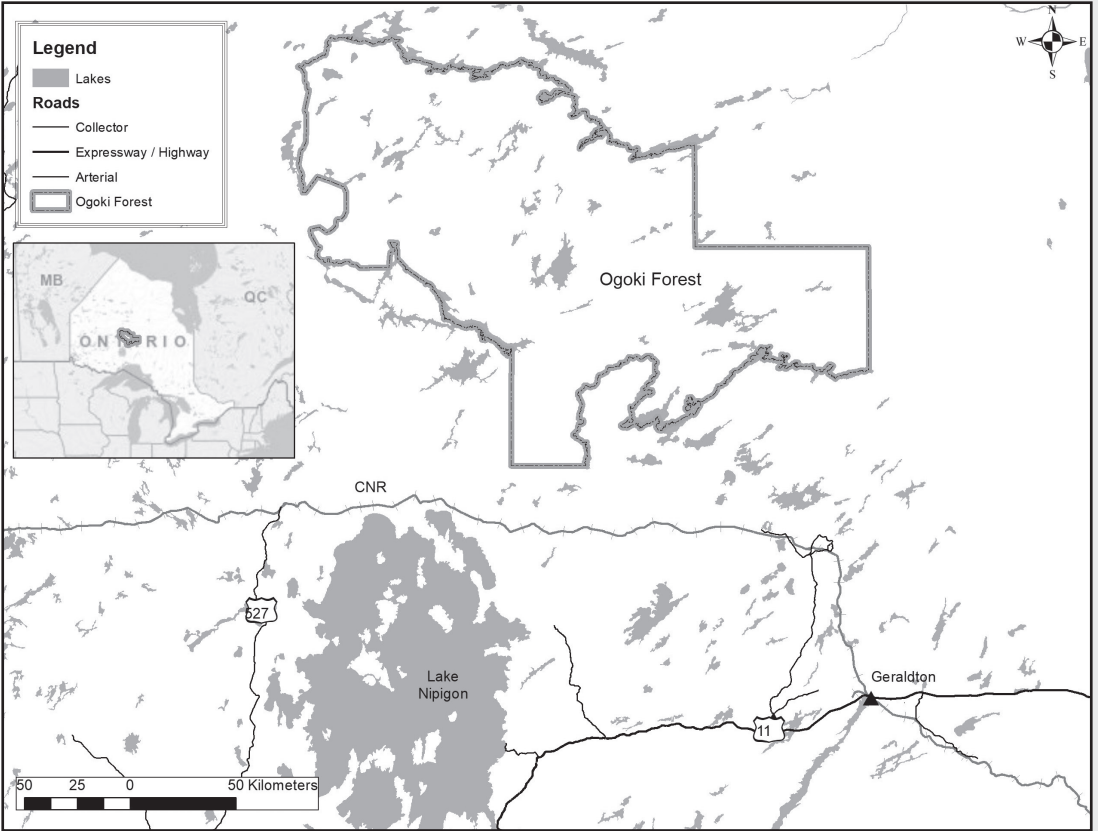 Legend
Lakes
Roads
Collector
Expressway / Highway
Arterial
Ogoki Forest
N
W E
S
MB
QC
ONTARIO
Ogoki Forest
CNR
527
Lake
Nipigon
Geraldton
11
50 25 0 50 Kilometers